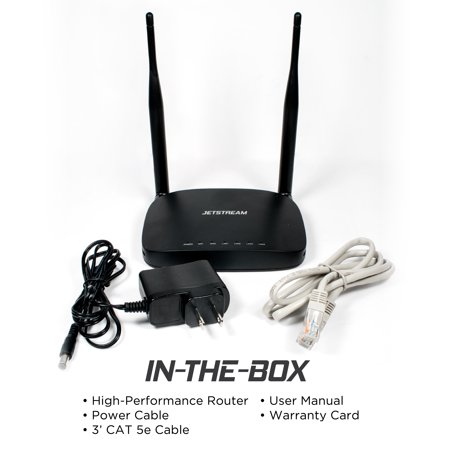 JETSTREAM
IN-THE-BOX
• High-Performance Router
• Power Cable
• 3' CAT 5e Cable
• User Manual
• Warranty Card